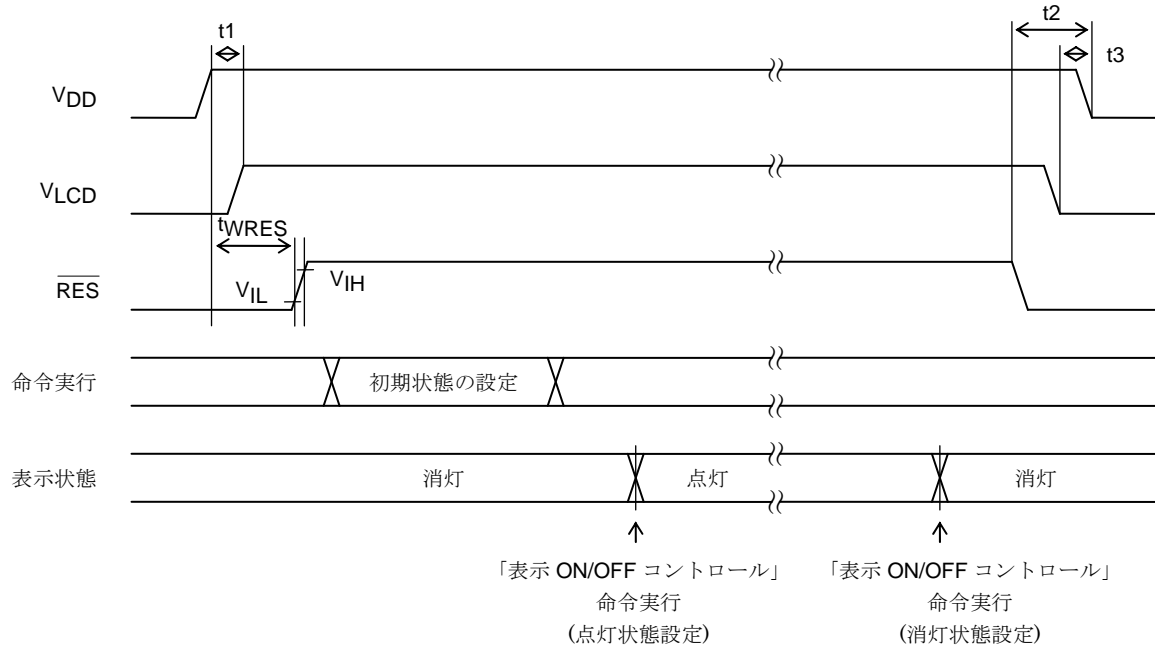 t1
t2
t3
VDD
VLCD
tWRES
RES
VIL
VIH
命令実行
初期状態の設定
表示状態
消灯
点灯
消灯
「表示 ON/OFF コントロール」
命令実行
(点灯状態設定)
「表示 ON/OFF コントロール」
命令実行
(消灯状態設定)